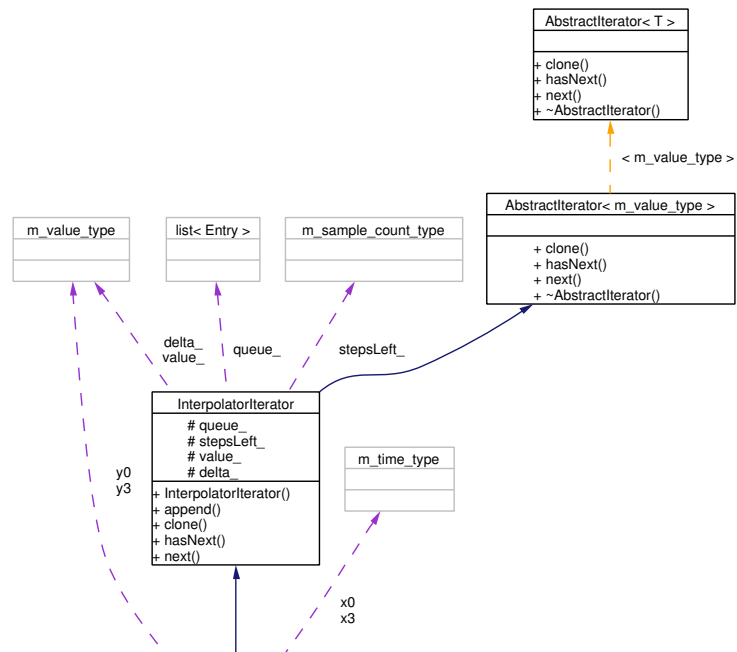 AbstractIterator< T >
+ clone()
+ hasNext()
+ next()
+ ~AbstractIterator()
< m_value_type >
AbstractIterator< m_value_type >
+ clone()
+ hasNext()
+ next()
+ ~AbstractIterator()
m_value_type
list< Entry >
m_sample_count_type
delta_
value_
queue_
stepsLeft_
InterpolatorIterator
# queue_
# stepsLeft_
# value_
# delta_
+ InterpolatorIterator()
+ append()
+ clone()
+ hasNext()
+ next()
m_time_type
y0
y3
x0
x3